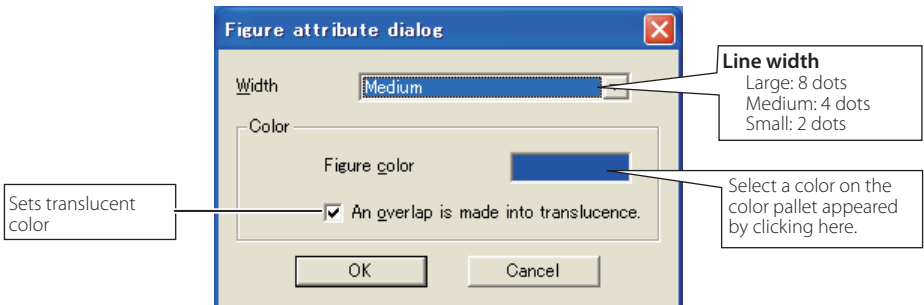 Figure attribute dialog
Width
Medium
Line width
Large: 8 dots
Medium: 4 dots
Small: 2 dots
Color
Figure color
Select a color on the
color pallet appeared
by clicking here.
Sets translucent
color
An overlap is made into translucence.
OK
Cancel